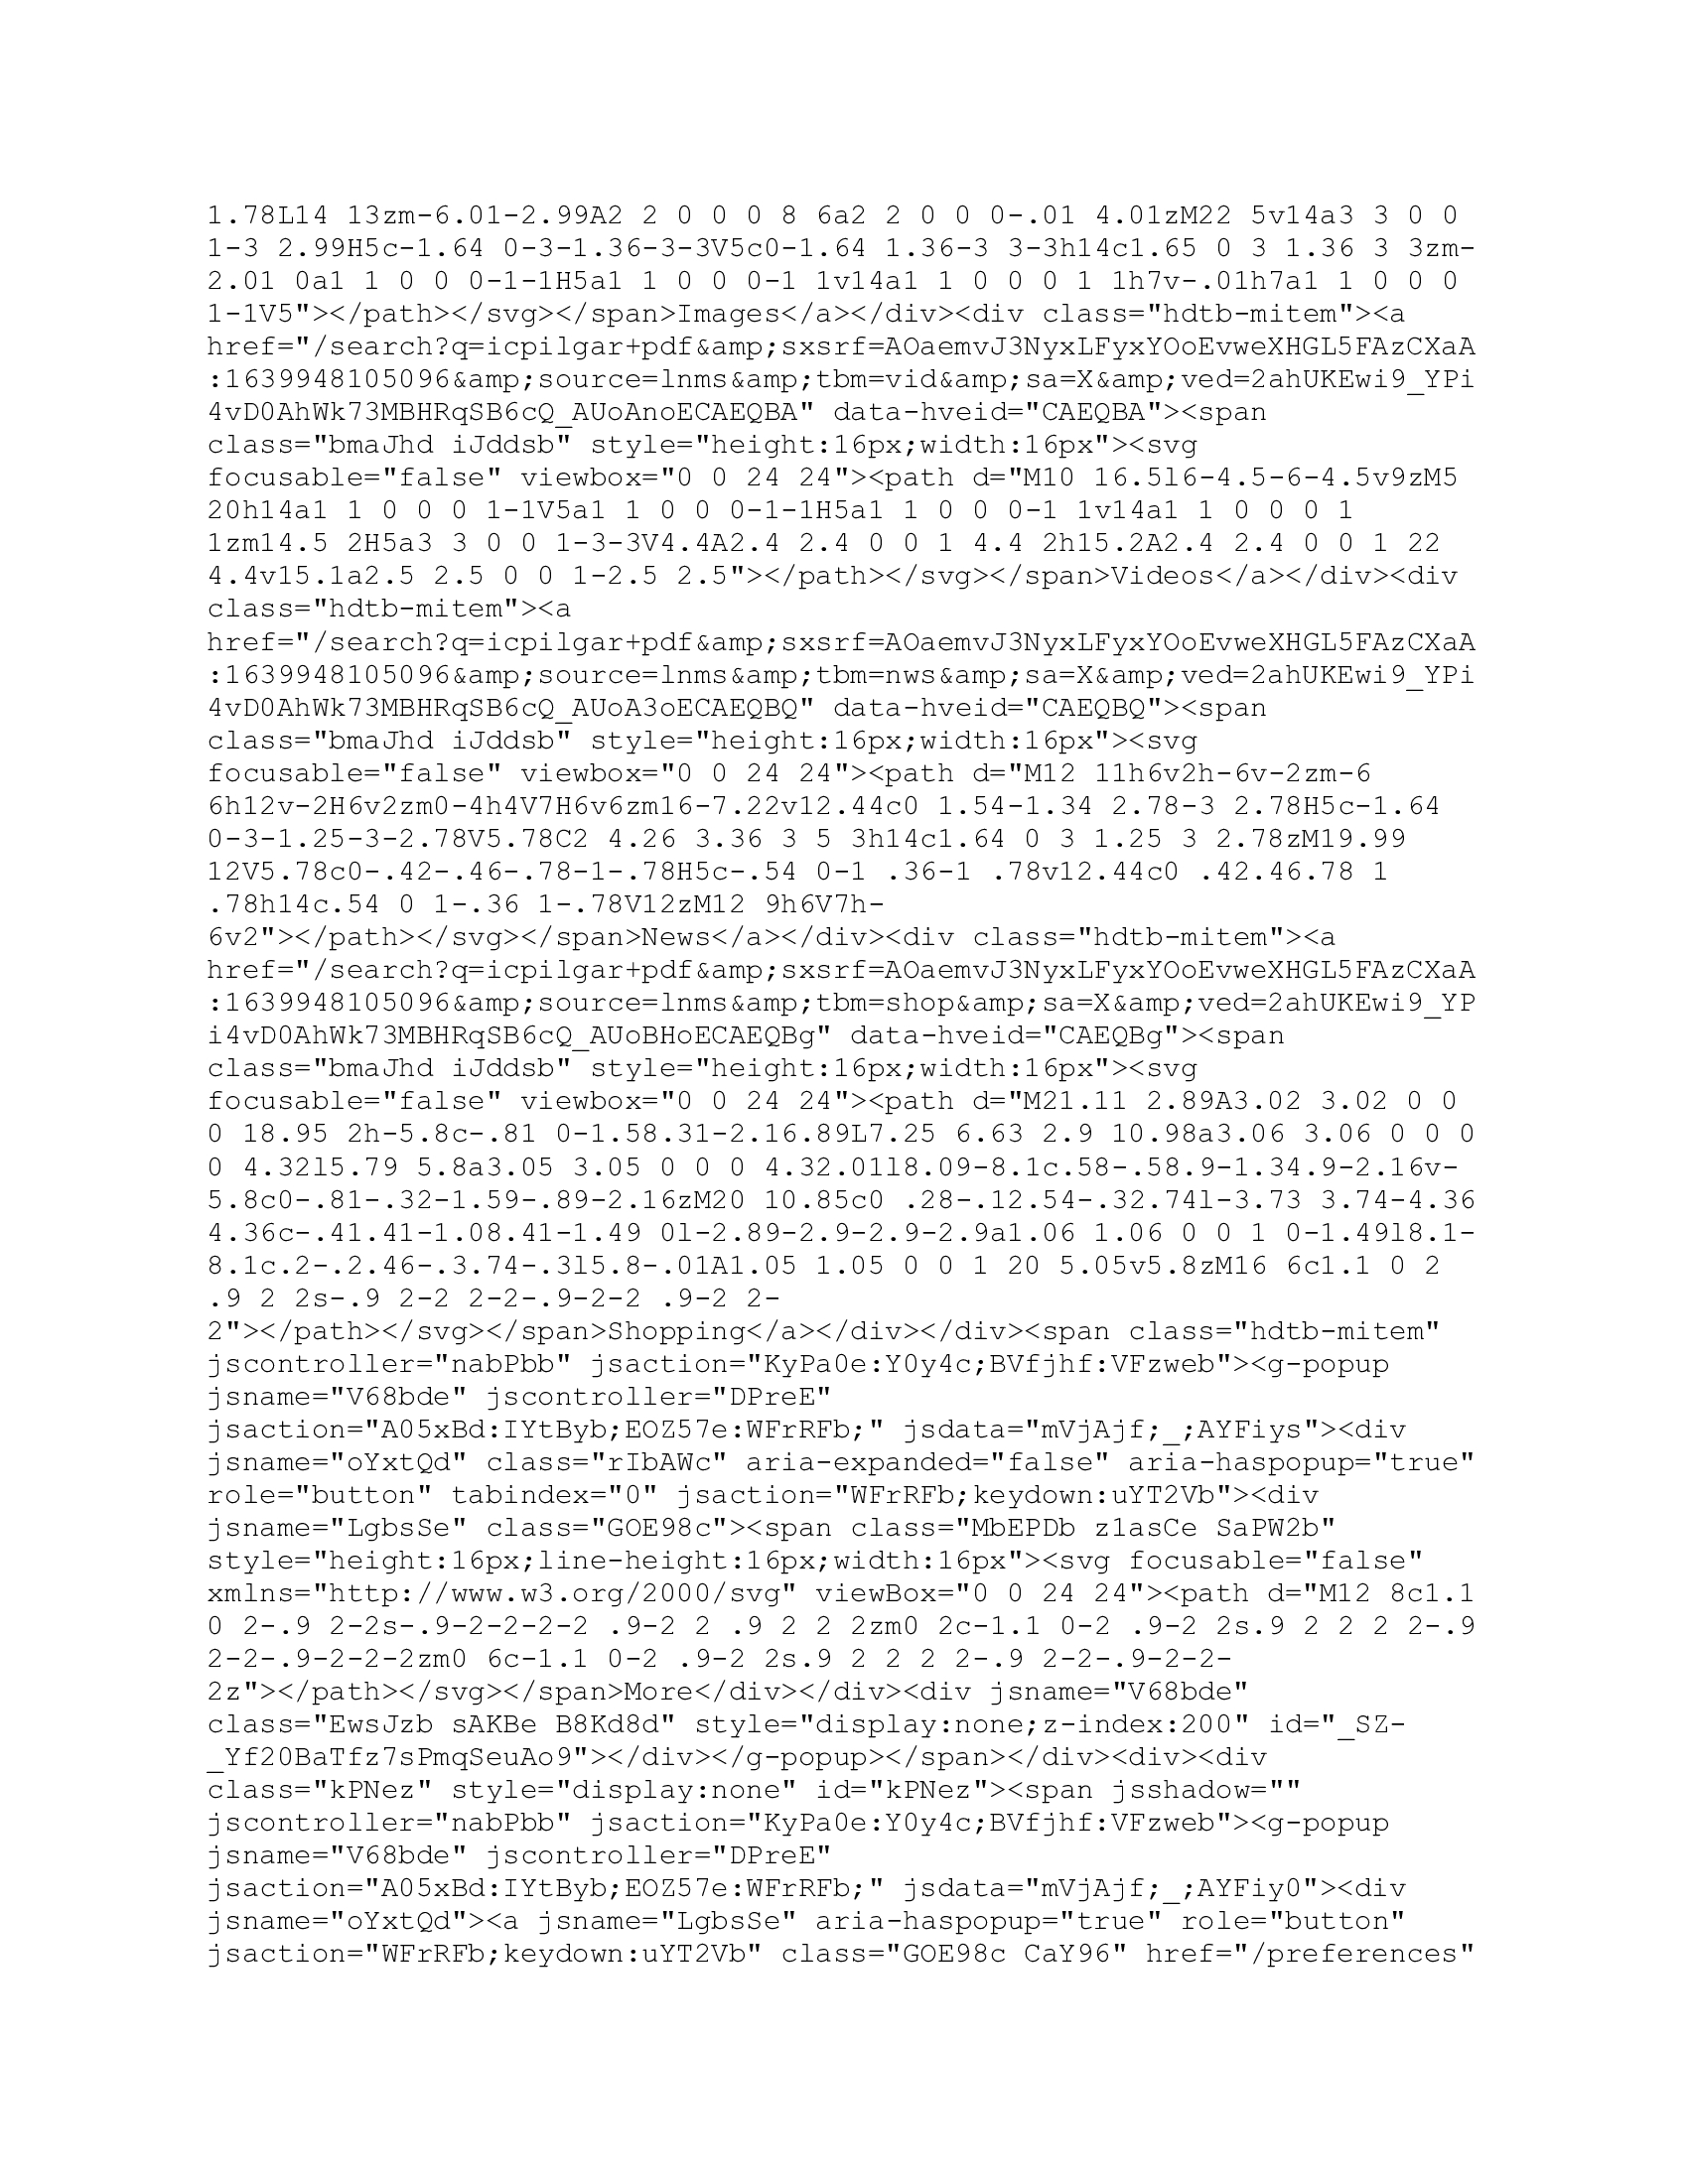 1.78L14 13zm-6.01-2.99A2 2 0 0 0 8 6a2 2 0 0 0-.01 4.01zM22 5v14a3 3 0 0
1-3 2.99H5c-1.64 0-3-1.36-3-3V5c0-1.64 1.36-3 3-3h14c1.65 0 3 1.36 3 3zm-
2.01 0a1 1 0 0 0-1-1H5a1 1 0 0 0-1 1v14a1 1 0 0 0 1 1h7v-.01h7a1 1 0 0 0
1-1V5"></path></svg></span>Images</a></div><div class="hdtb-mitem"><a
href="/search?q=icpilgar+pdf&amp;sxsrf=AOaemvJ3NyxLFyxYOoEvweXHGL5FAzCXaA
:1639948105096&amp;source=lnms&amp;tbm=vid&amp;sa=X&amp;ved=2ahUKEwi9_YPi
4vD0AhWk73MBHRqSB6cQ_AUoAnoECAEQBA" data-hveid="CAEQBA"><span
class="bmaJhd iJddsb" style="height:16px;width:16px"><svg
focusable="false" viewbox="0 0 24 24"><path d="M10 16.5l6-4.5-6-4.5v9zM5
20h14a1 1 0 0 0 1-1V5a1 1 0 0 0-1-1H5a1 1 0 0 0-1 1v14a1 1 0 0 0 1
1zm14.5 2H5a3 3 0 0 1-3-3V4.4A2.4 2.4 0 0 1 4.4 2h15.2A2.4 2.4 0 0 1 22
4.4v15.1a2.5 2.5 0 0 1-2.5 2.5"></path></svg></span>Videos</a></div><div
class="hdtb-mitem"><a
href="/search?q=icpilgar+pdf&amp;sxsrf=AOaemvJ3NyxLFyxYOoEvweXHGL5FAzCXaA
:1639948105096&amp;source=lnms&amp;tbm=nws&amp;sa=X&amp;ved=2ahUKEwi9_YPi
4vD0AhWk73MBHRqSB6cQ_AUoA3oECAEQBQ" data-hveid="CAEQBQ"><span
class="bmaJhd iJddsb" style="height:16px;width:16px"><svg
focusable="false" viewbox="0 0 24 24"><path d="M12 11h6v2h-6v-2zm-6
6h12v-2H6v2zm0-4h4V7H6v6zm16-7.22v12.44c0 1.54-1.34 2.78-3 2.78H5c-1.64
0-3-1.25-3-2.78V5.78C2 4.26 3.36 3 5 3h14c1.64 0 3 1.25 3 2.78zM19.99
12V5.78c0-.42-.46-.78-1-.78H5c-.54 0-1 .36-1 .78v12.44c0 .42.46.78 1
.78h14c.54 0 1-.36 1-.78V12zM12 9h6V7h-
6v2"></path></svg></span>News</a></div><div class="hdtb-mitem"><a
href="/search?q=icpilgar+pdf&amp;sxsrf=AOaemvJ3NyxLFyxYOoEvweXHGL5FAzCXaA
:1639948105096&amp;source=lnms&amp;tbm=shop&amp;sa=X&amp;ved=2ahUKEwi9_YP
i4vD0AhWk73MBHRqSB6cQ_AUoBHoECAEQBg" data-hveid="CAEQBg"><span
class="bmaJhd iJddsb" style="height:16px;width:16px"><svg
focusable="false" viewbox="0 0 24 24"><path d="M21.11 2.89A3.02 3.02 0 0
0 18.95 2h-5.8c-.81 0-1.58.31-2.16.89L7.25 6.63 2.9 10.98a3.06 3.06 0 0 0
0 4.32l5.79 5.8a3.05 3.05 0 0 0 4.32.01l8.09-8.1c.58-.58.9-1.34.9-2.16v-
5.8c0-.81-.32-1.59-.89-2.16zM20 10.85c0 .28-.12.54-.32.74l-3.73 3.74-4.36
4.36c-.41.41-1.08.41-1.49 0l-2.89-2.9-2.9-2.9a1.06 1.06 0 0 1 0-1.49l8.1-
8.1c.2-.2.46-.3.74-.3l5.8-.01A1.05 1.05 0 0 1 20 5.05v5.8zM16 6c1.1 0 2
.9 2 2s-.9 2-2 2-2-.9-2-2 .9-2 2-
2"></path></svg></span>Shopping</a></div></div><span class="hdtb-mitem"
jscontroller="nabPbb" jsaction="KyPa0e:Y0y4c;BVfjhf:VFzweb"><g-popup
jsname="V68bde" jscontroller="DPreE"
jsaction="A05xBd:IYtByb;EOZ57e:WFrRFb;" jsdata="mVjAjf;_;AYFiys"><div
jsname="oYxtQd" class="rIbAWc" aria-expanded="false" aria-haspopup="true"
role="button" tabindex="0" jsaction="WFrRFb;keydown:uYT2Vb"><div
jsname="LgbsSe" class="GOE98c"><span class="MbEPDb z1asCe SaPW2b"
style="height:16px;line-height:16px;width:16px"><svg focusable="false"
xmlns="http://www.w3.org/2000/svg" viewBox="0 0 24 24"><path d="M12 8c1.1
0 2-.9 2-2s-.9-2-2-2-2 .9-2 2 .9 2 2 2zm0 2c-1.1 0-2 .9-2 2s.9 2 2 2 2-.9
2-2-.9-2-2-2zm0 6c-1.1 0-2 .9-2 2s.9 2 2 2 2-.9 2-2-.9-2-2-
2z"></path></svg></span>More</div></div><div jsname="V68bde"
class="EwsJzb sAKBe B8Kd8d" style="display:none;z-index:200" id="_SZ-
_Yf20BaTfz7sPmqSeuAo9"></div></g-popup></span></div><div><div
class="kPNez" style="display:none" id="kPNez"><span jsshadow=""
jscontroller="nabPbb" jsaction="KyPa0e:Y0y4c;BVfjhf:VFzweb"><g-popup
jsname="V68bde" jscontroller="DPreE"
jsaction="A05xBd:IYtByb;EOZ57e:WFrRFb;" jsdata="mVjAjf;_;AYFiy0"><div
jsname="oYxtQd"><a jsname="LgbsSe" aria-haspopup="true" role="button"
jsaction="WFrRFb;keydown:uYT2Vb" class="GOE98c CaY96" href="/preferences"